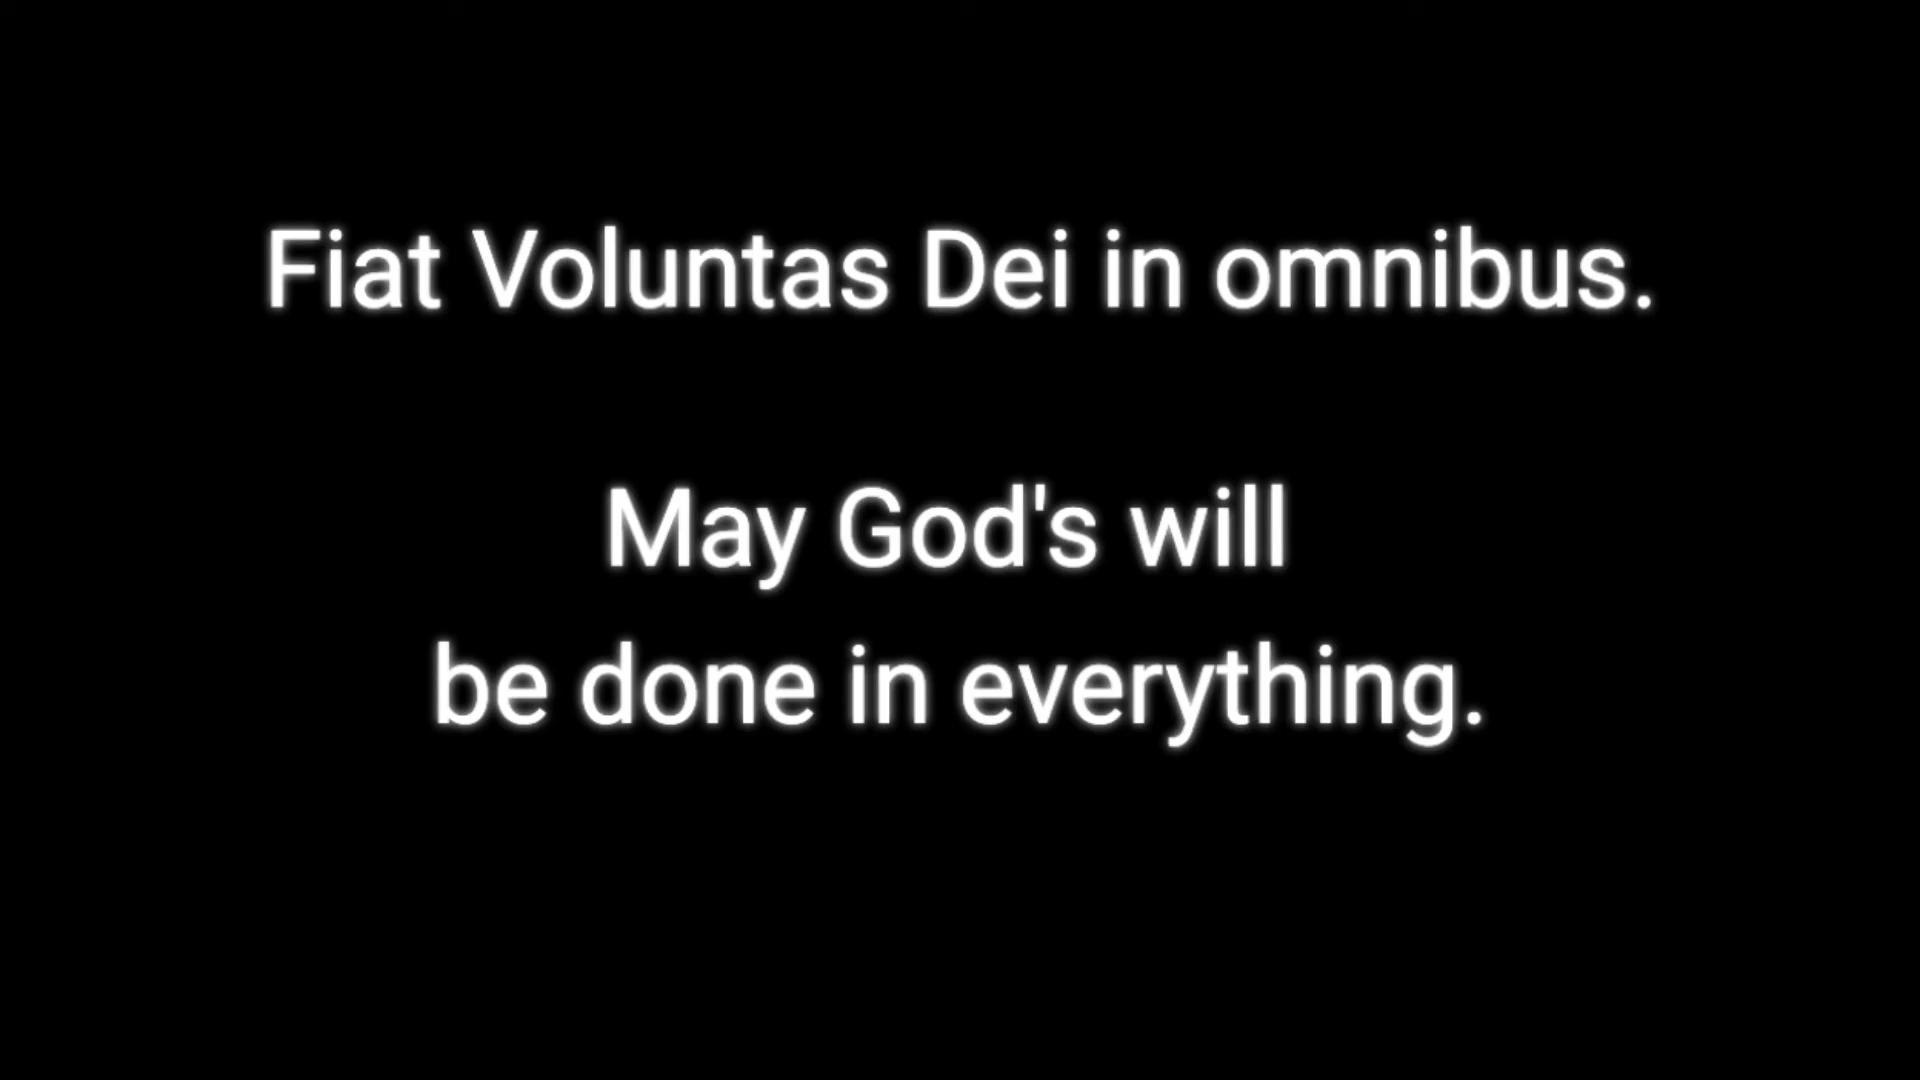 Fiat Voluntas Dei in omnibus.
May God's will
be done in everything.